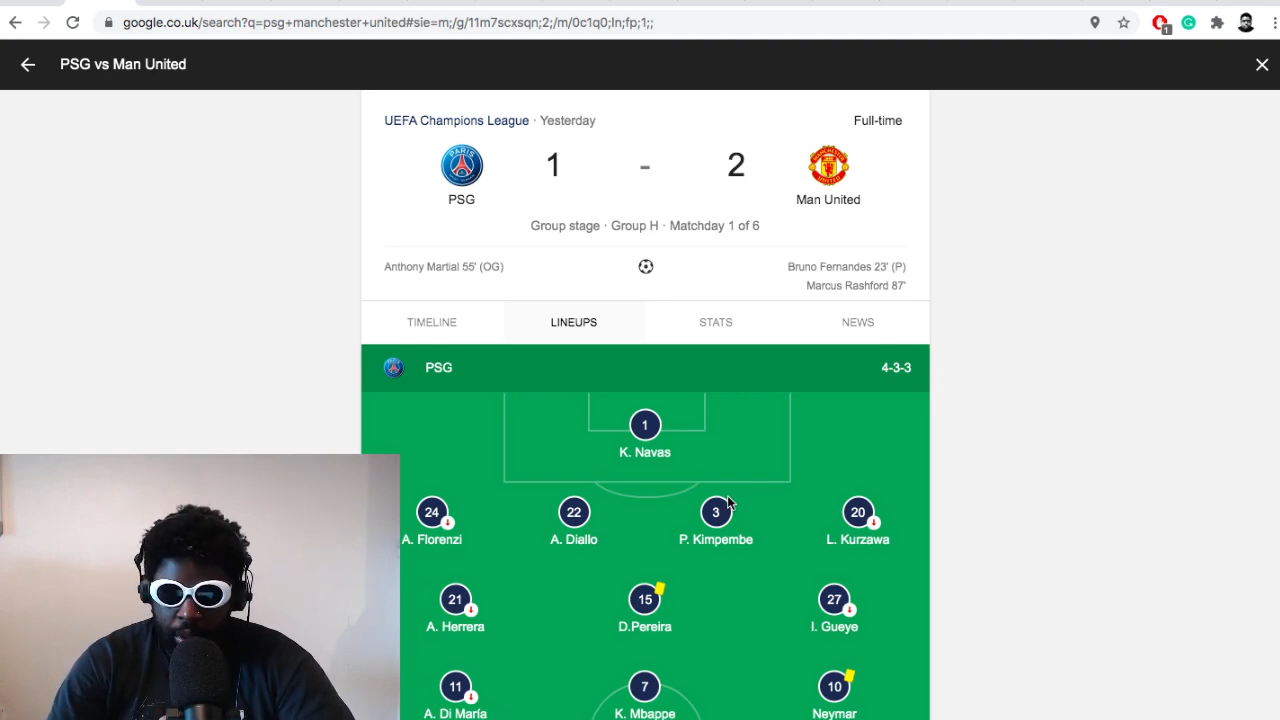 google.co.uk/search?q=psg+manchester+united#sie=m;/g/11m7scxsqn;2;/m/0c1q0;ln;fp;1;;
1
PSG vs Man United
UEFA Champions League · Yesterday
Full-time
1 - 2
PSG
Man United
Group stage · Group H · Matchday 1 of 6
Anthony Martial 55' (OG)
Bruno Fernandes 23' (P)
Marcus Rashford 87'
TIMELINE LINEUPS STATS NEWS
PSG 4-3-3
1
K. Navas
24 22 3 20
A. Florenzi A. Diallo P. Kimpembe L. Kurzawa
21 15 27
A. Herrera D.Pereira I. Gueye
11 7 10
A. Di María K. Mbappe Neymar